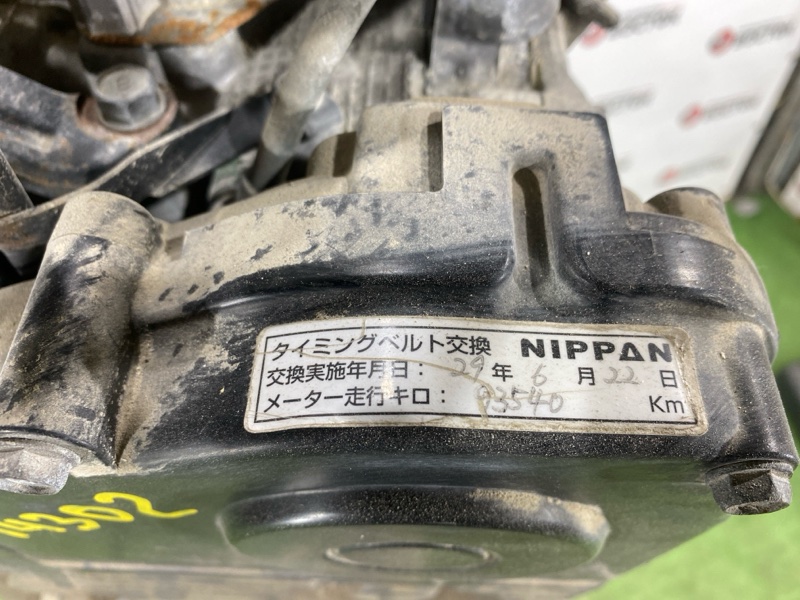 タイミングベルト交換 NIPPAN
交換実施年月日： 29 年 6 月 22 日
メーター走行キロ： 93540 Km
14302